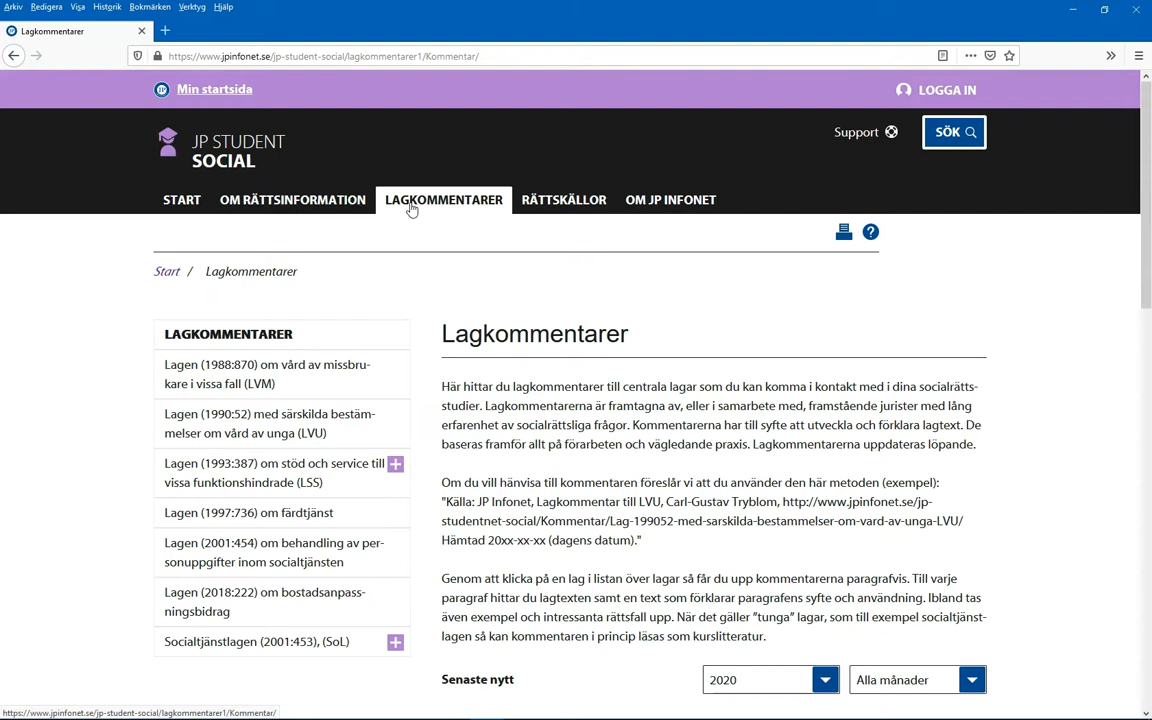 Arkiv Redigera Visa Historik Bokmärken Verktyg Hjälp
Lagkommentarer
https://www.jpinfonet.se/jp-student-social/lagkommentarer1/Kommentar/
JP Min startsida
LOGGA IN
JP STUDENT
SOCIAL
Support
SÖK
START OM RÄTTSINFORMATION LAGKOMMENTARER RÄTTSKÄLLOR OM JP INFONET
Start / Lagkommentarer
LAGKOMMENTARER
Lagen (1988:870) om vård av missbru-
kare i vissa fall (LVM)
Lagen (1990:52) med särskilda bestäm-
melser om vård av unga (LVU)
Lagen (1993:387) om stöd och service till
vissa funktionshindrade (LSS)
Lagen (1997:736) om färdtjänst
Lagen (2001:454) om behandling av per-
sonuppgifter inom socialtjänsten
Lagen (2018:222) om bostadsanpass-
ningsbidrag
Socialtjänstlagen (2001:453), (SoL)
Lagkommentarer
Här hittar du lagkommentarer till centrala lagar som du kan komma i kontakt med i dina socialrätts-
studier. Lagkommentarerna är framtagna av, eller i samarbete med, framstående jurister med lång
erfarenhet av socialrättsliga frågor. Kommentarerna har till syfte att utveckla och förklara lagtext. De
baseras framför allt på förarbeten och vägledande praxis. Lagkommentarerna uppdateras löpande.
Om du vill hänvisa till kommentaren föreslår vi att du använder den här metoden (exempel):
"Källa: JP Infonet, Lagkommentar till LVU, Carl-Gustav Tryblom, http://www.jpinfonet.se/jp-
studentnet-social/Kommentar/Lag-199052-med-sarskilda-bestammelser-om-vard-av-unga-LVU/
Hämtad 20xx-xx-xx (dagens datum)."
Genom att klicka på en lag i listan över lagar så får du upp kommentarerna paragrafvis. Till varje
paragraf hittar du lagtexten samt en text som förklarar paragrafens syfte och användning. Ibland tas
även exempel och intressanta rättsfall upp. När det gäller "tunga" lagar, som till exempel socialtjänst-
lagen så kan kommentaren i princip läsas som kurslitteratur.
Senaste nytt
2020
Alla månader
https://www.jpinfonet.se/jp-student-social/lagkommentarer1/Kommentar/